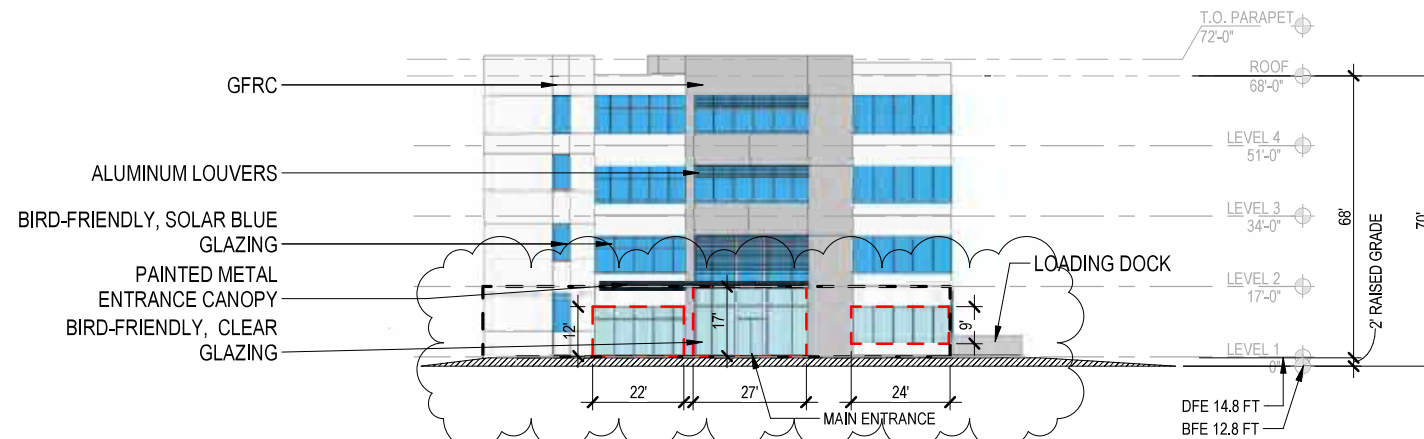 T.O. PARAPET
72'-0"
ROOF
68'-0"
GFRC
LEVEL 4
51'-0"
ALUMINUM LOUVERS
BIRD-FRIENDLY, SOLAR BLUE
GLAZING
LEVEL 3
34'-0"
68'
70'
2' RAISED GRADE
LOADING DOCK
PAINTED METAL
ENTRANCE CANOPY
LEVEL 2
17'-0"
BIRD-FRIENDLY, CLEAR
GLAZING
12'
17'
9'
LEVEL 1
0"
22'
27'
24'
MAIN ENTRANCE
DFE 14.8 FT
BFE 12.8 FT